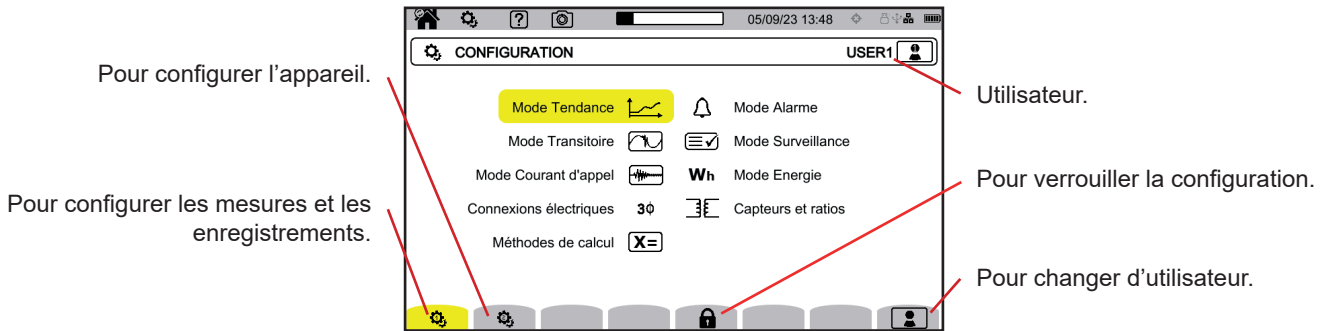 05/09/23 13:48
CONFIGURATION
USER1
Pour configurer l’appareil.
Utilisateur.
Mode Tendance
Mode Alarme
Mode Transitoire
Mode Surveillance
Mode Courant d'appel
Wh Mode Energie
Pour verrouiller la configuration.
Pour configurer les mesures et les
enregistrements.
Connexions électriques 3Φ
Capteurs et ratios
Méthodes de calcul X=
Pour changer d’utilisateur.